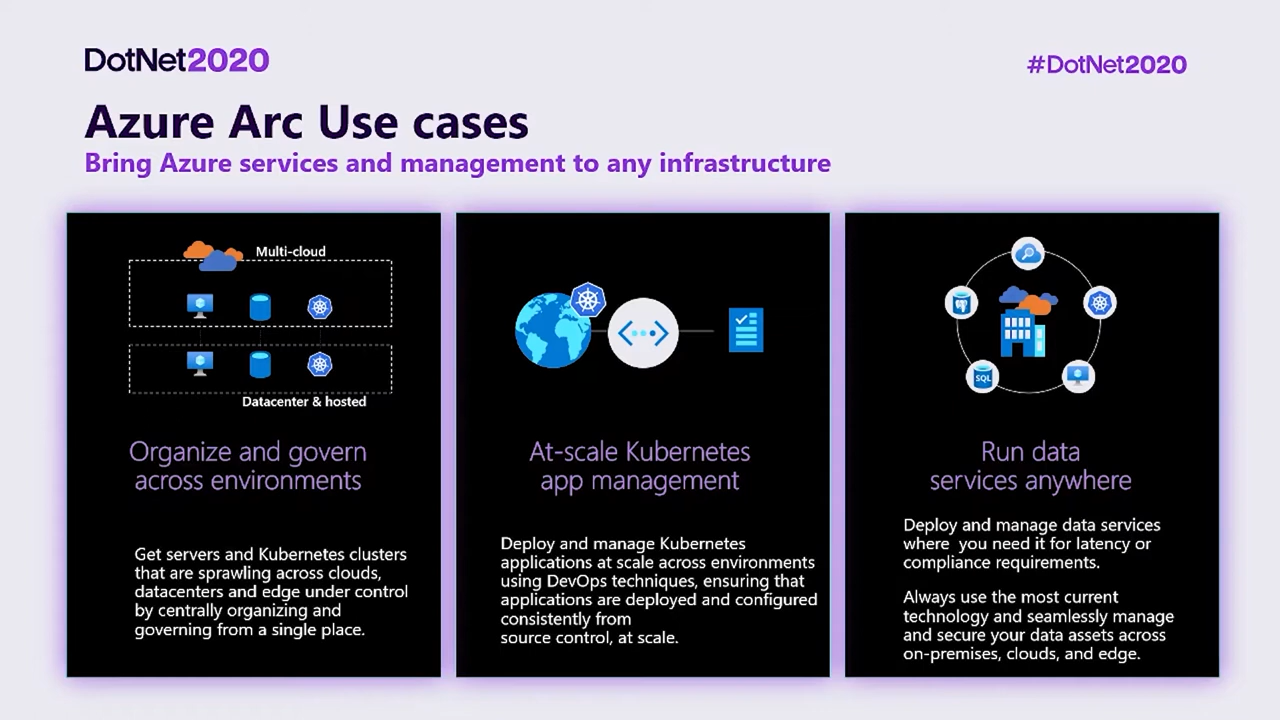 DotNet2020
#DotNet2020
Azure Arc Use cases
Bring Azure services and management to any infrastructure
Multi-cloud
Datacenter & hosted
Organize and govern
across environments
Get servers and Kubernetes clusters
that are sprawling across clouds,
datacenters and edge under control
by centrally organizing and
governing from a single place.
At-scale Kubernetes
app management
Deploy and manage Kubernetes
applications at scale across environments
using DevOps techniques, ensuring that
applications are deployed and configured
consistently from
source control, at scale.
SQL
Run data
services anywhere
Deploy and manage data services
where you need it for latency or
compliance requirements.
Always use the most current
technology and seamlessly manage
and secure your data assets across
on-premises, clouds, and edge.